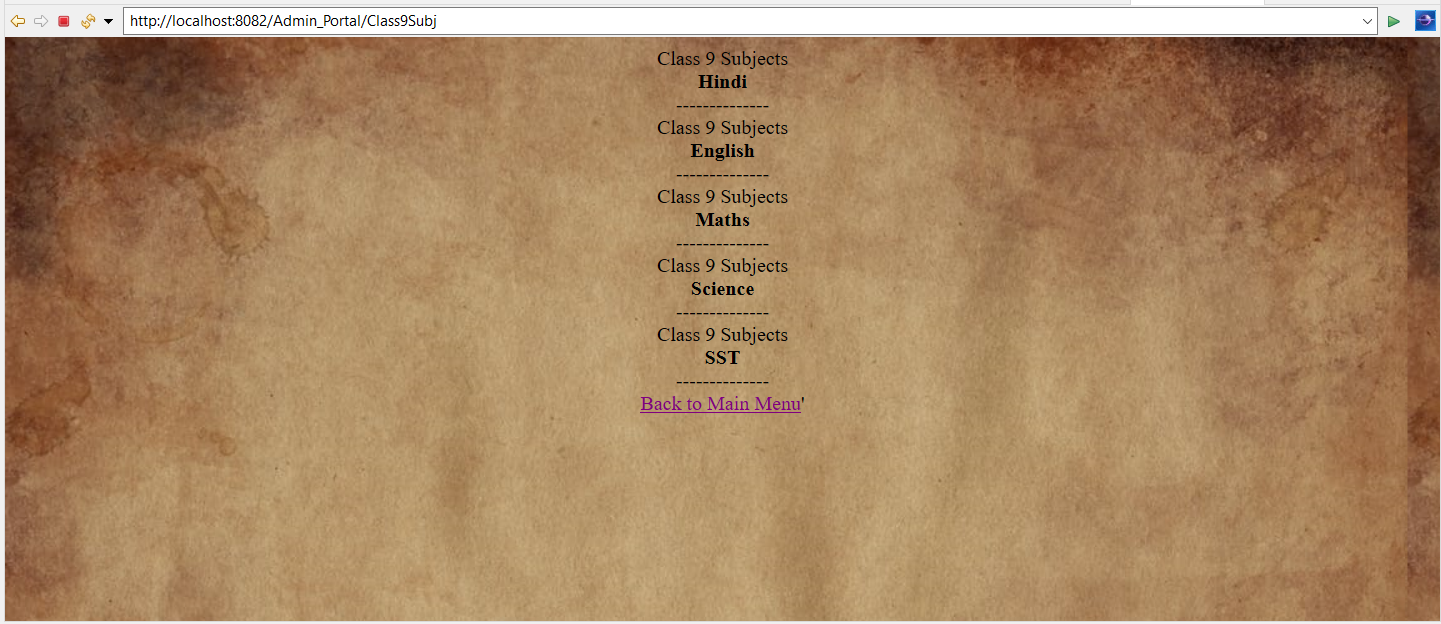 http://localhost:8082/Admin_Portal/Class9Subj
Class 9 Subjects
Hindi
--------------
Class 9 Subjects
English
--------------
Class 9 Subjects
Maths
--------------
Class 9 Subjects
Science
--------------
Class 9 Subjects
SST
--------------
Back to Main Menu'